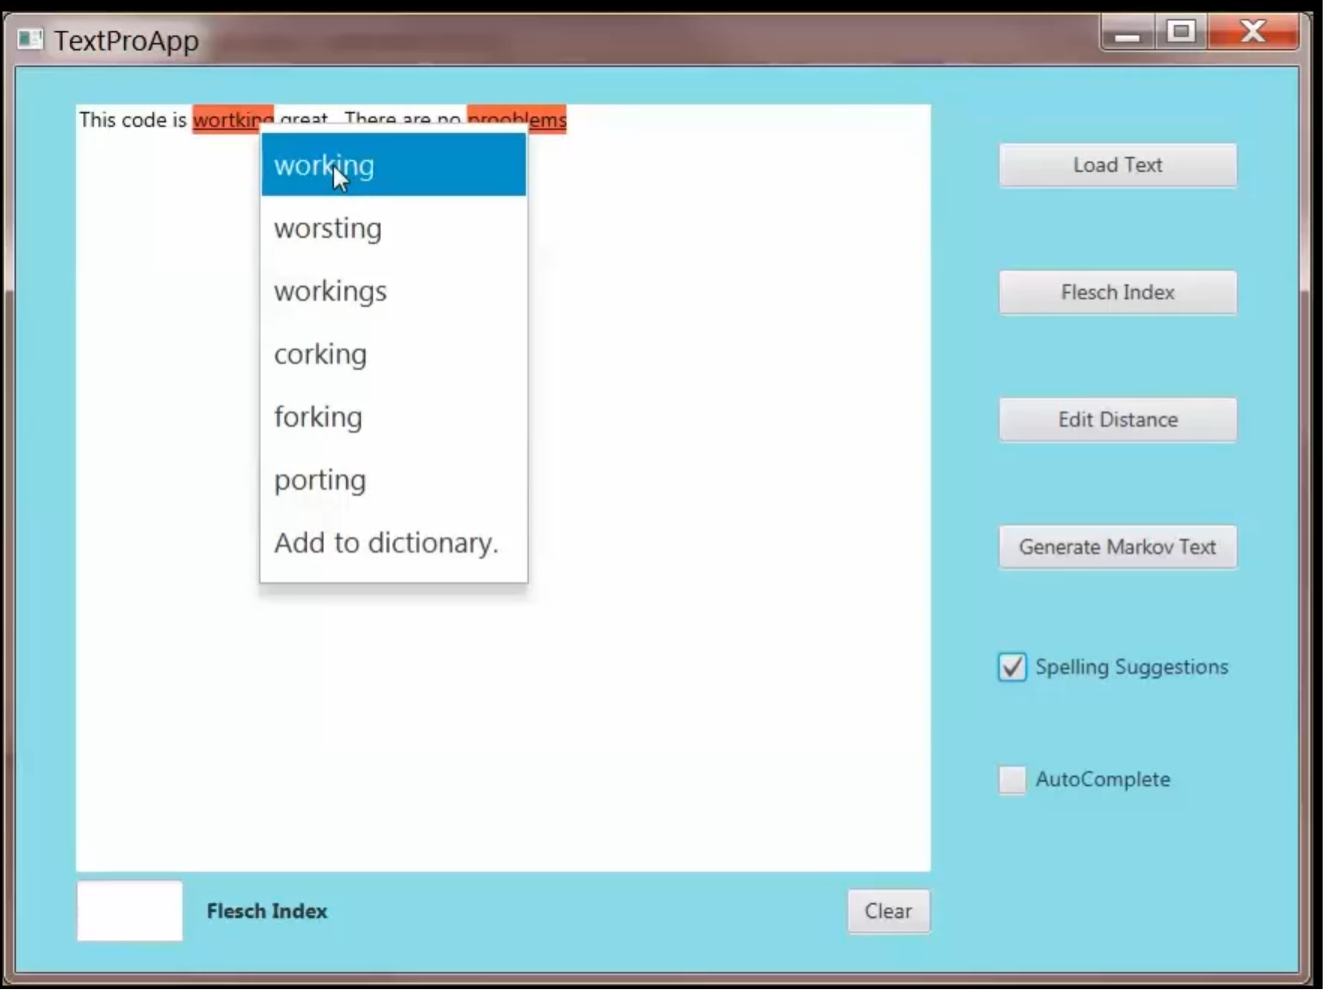 TextProApp
This code is wortking great. There are no prooblems
working
worsting
workings
corking
forking
porting
Add to dictionary.
Load Text
Flesch Index
Edit Distance
Generate Markov Text
Spelling Suggestions
AutoComplete
Flesch Index
Clear